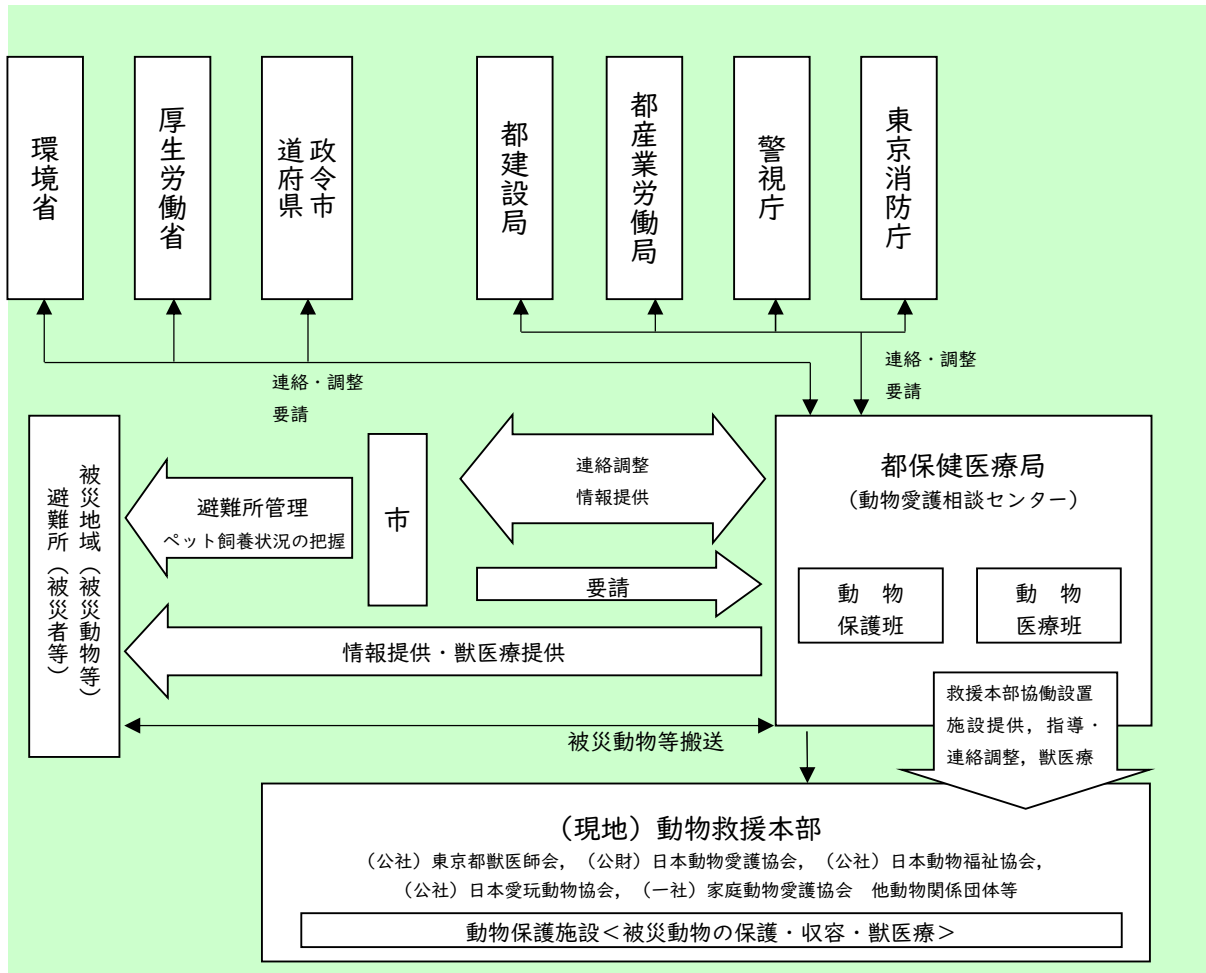 環境省
厚生労働省
政令市
道府県
都建設局
都産業労働局
警視庁
東京消防庁
連絡・調整
要請
連絡・調整
要請
被災地域（被災動物等）
避難所（被災者等）
避難所管理
ペット飼養状況の把握
市
連絡調整
情報提供
要請
情報提供・獣医療提供
被災動物等搬送
都保健医療局
（動物愛護相談センター）
動　物
保護班
動　物
医療班
救援本部協働設置
施設提供，指導・
連絡調整，獣医療
（現地）動物救援本部
（公社）東京都獣医師会，（公財）日本動物愛護協会，（公社）日本動物福祉協会，
（公社）日本愛玩動物協会，（一社）家庭動物愛護協会　他動物関係団体等
動物保護施設＜被災動物の保護・収容・獣医療＞